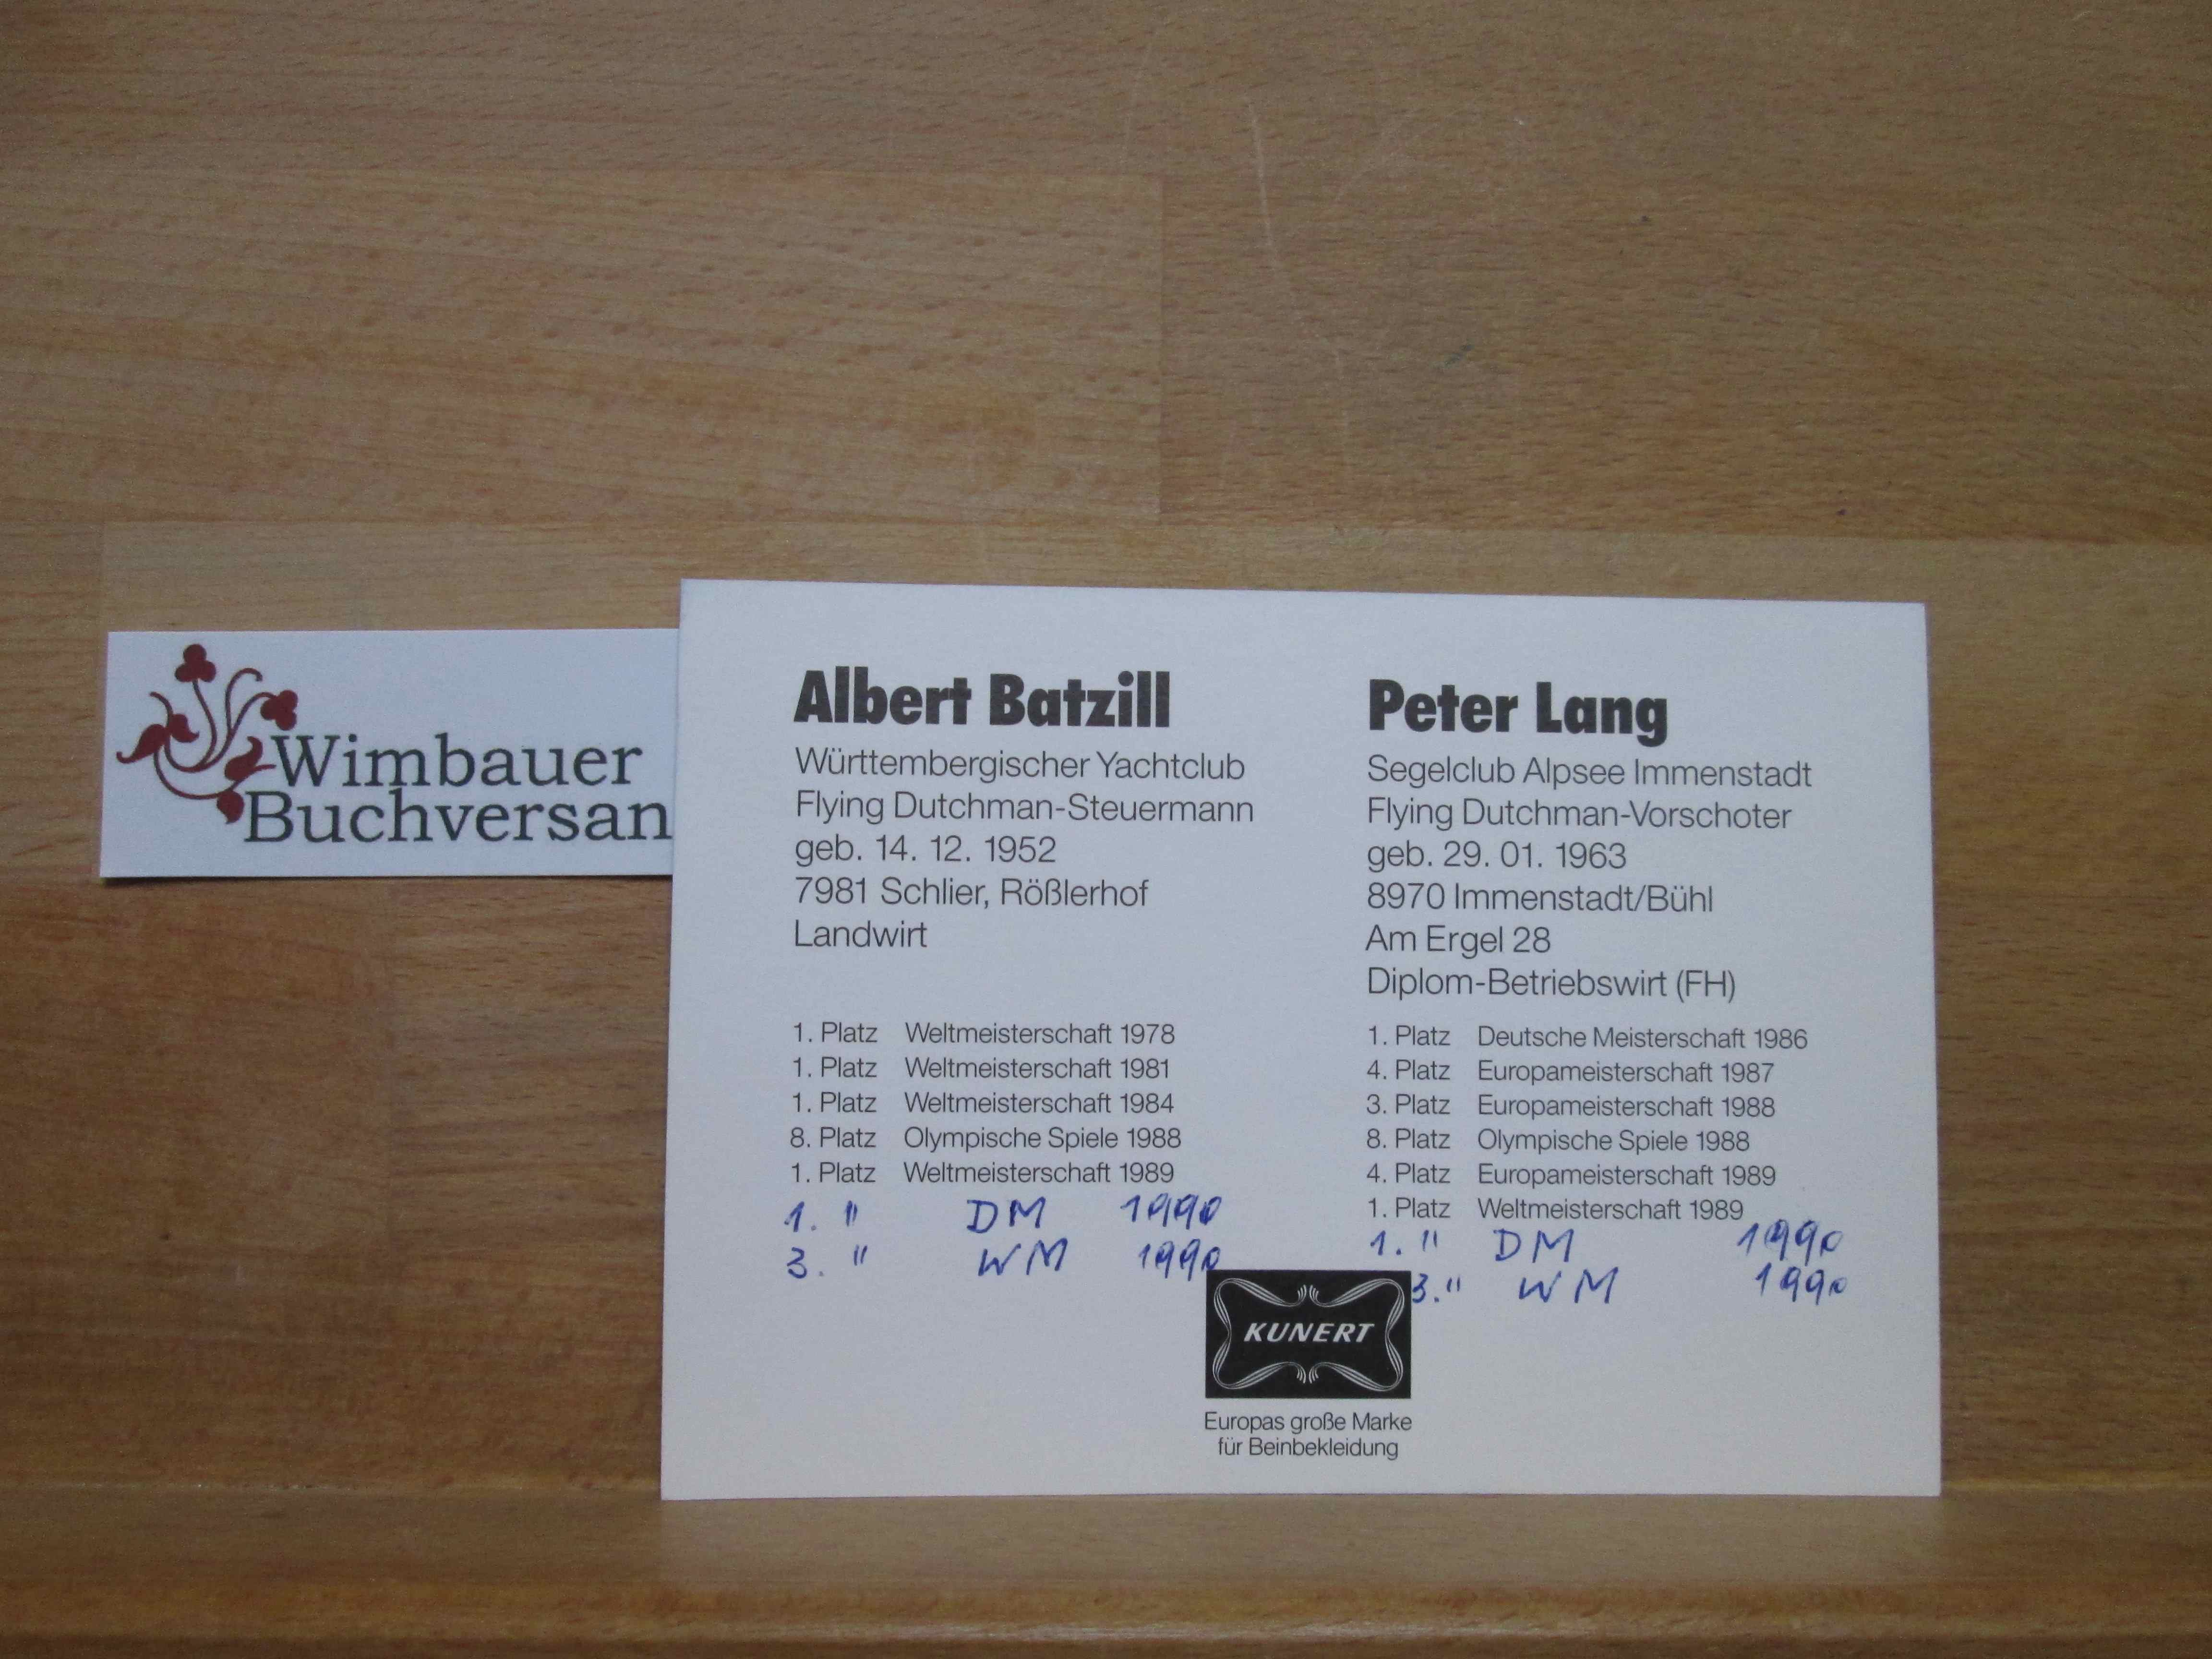 Wimbauer
Buchversan
Albert Batzill
Württembergischer Yachtclub
Flying Dutchman-Steuermann
geb. 14. 12. 1952
7981 Schlier, Rößlerhof
Landwirt
1. Platz Weltmeisterschaft 1978
1. Platz Weltmeisterschaft 1981
1. Platz Weltmeisterschaft 1984
8. Platz Olympische Spiele 1988
1. Platz Weltmeisterschaft 1989
1. " DM 1990
3. " WM 1990
Peter Lang
Segelclub Alpsee Immenstadt
Flying Dutchman-Vorschoter
geb. 29. 01. 1963
8970 Immenstadt/Bühl
Am Ergel 28
Diplom-Betriebswirt (FH)
1. Platz Deutsche Meisterschaft 1986
4. Platz Europameisterschaft 1987
3. Platz Europameisterschaft 1988
8. Platz Olympische Spiele 1988
4. Platz Europameisterschaft 1989
1. Platz Weltmeisterschaft 1989
1. " DM 1990
3. " WM 1990
KUNERT
Europas große Marke
für Beinbekleidung